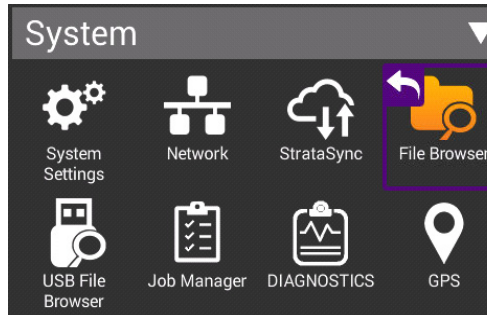 System
System
Settings
Network
StrataSync
File Browser
USB File
Browser
Job Manager
DIAGNOSTICS
GPS